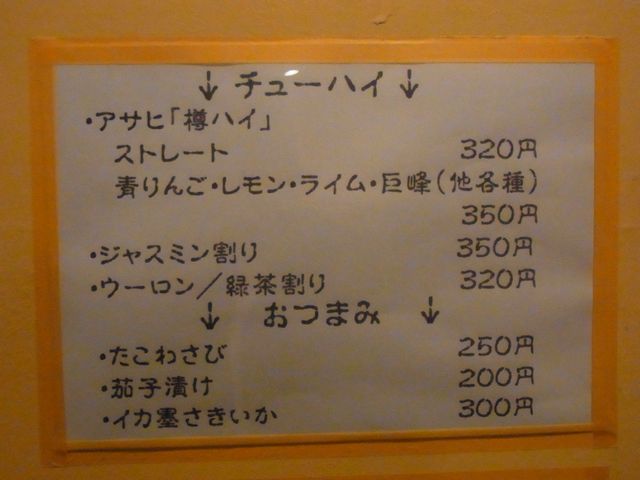 ↓ チューハイ ↓
・アサヒ「樽ハイ」
ストレート 320円
青りんご・レモン・ライム・巨峰(他各種)
350円
・ジャスミン割り 350円
・ウーロン/緑茶割り 320円
↓ おつまみ ↓
・たこわさび 250円
・茄子漬け 200円
・イカ墨さきいか 300円